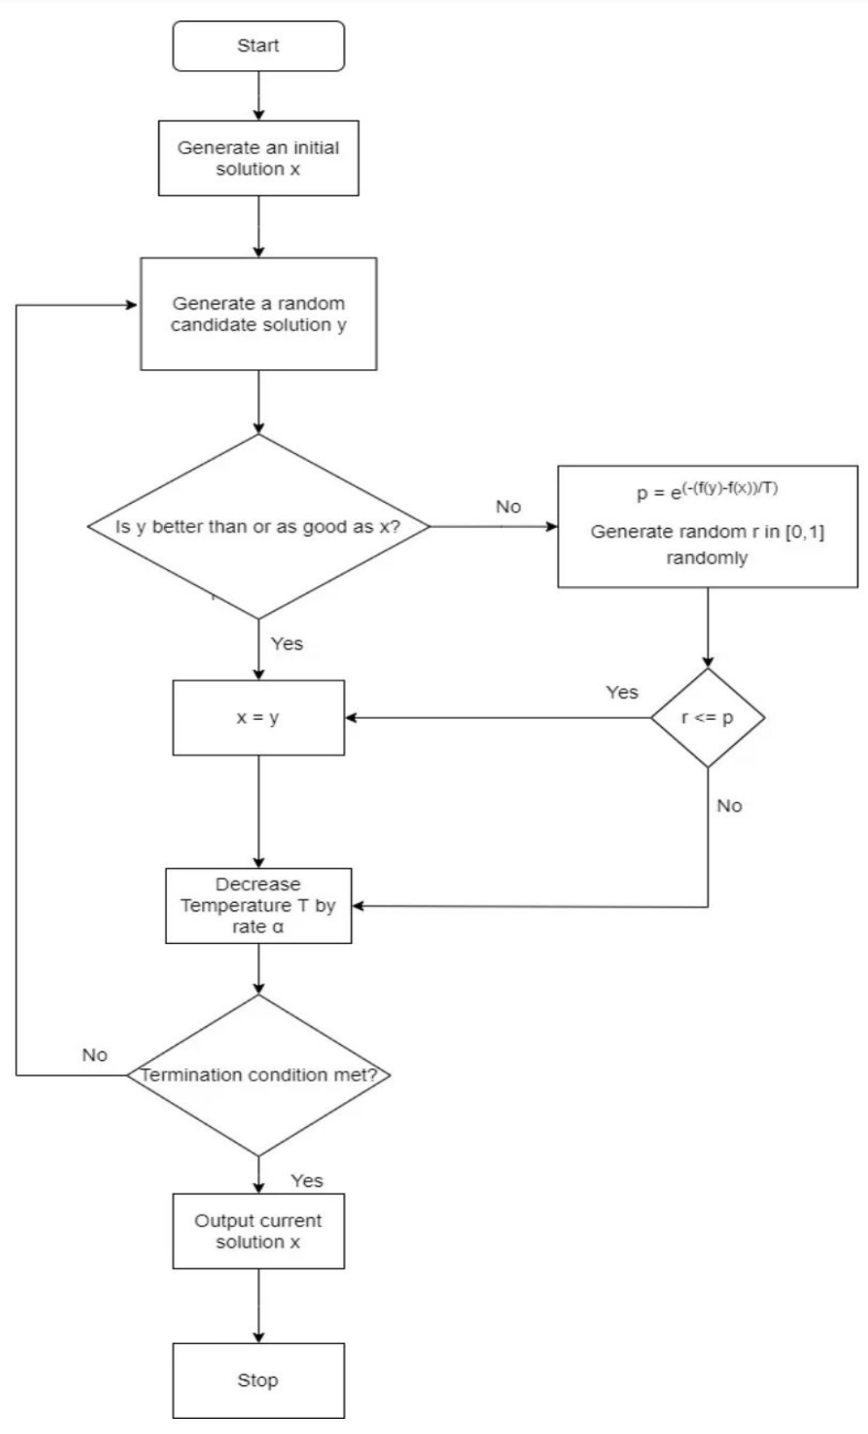 Start
Generate an initial
solution x
Generate a random
candidate solution y
Is y better than or as good as x?
No
p = e(-(f(y)-f(x))/T)
Generate random r in [0,1]
randomly
Yes
x = y
Yes
r <= p
No
Decrease
Temperature T by
rate α
No
Termination condition met?
Yes
Output current
solution x
Stop